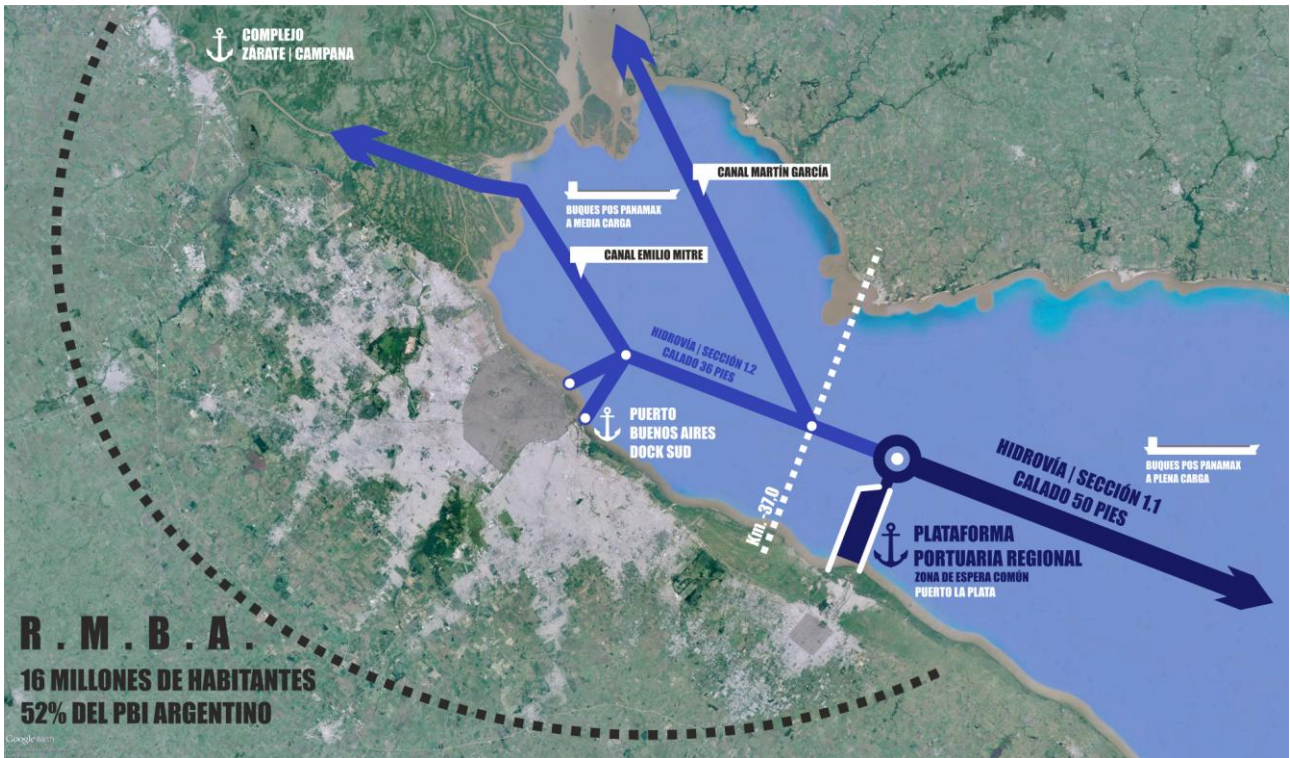 COMPLEJO
ZÁRATE | CAMPANA
CANAL MARTÍN GARCÍA
BUQUES POS PANAMAX
A MEDIA CARGA
CANAL EMILIO MITRE
HIDROVÍA | SECCIÓN 1.2
CALADO 36 PIES
PUERTO
BUENOS AIRES
DOCK SUD
Km. -37.0
HIDROVÍA | SECCIÓN 1.1
CALADO 50 PIES
BUQUES POS PANAMAX
A PLENA CARGA
PLATAFORMA
PORTUARIA REGIONAL
ZONA DE ESPERA COMÚN
PUERTO LA PLATA
R . M . B . A .
16 MILLONES DE HABITANTES
52% DEL PBI ARGENTINO
Google earth